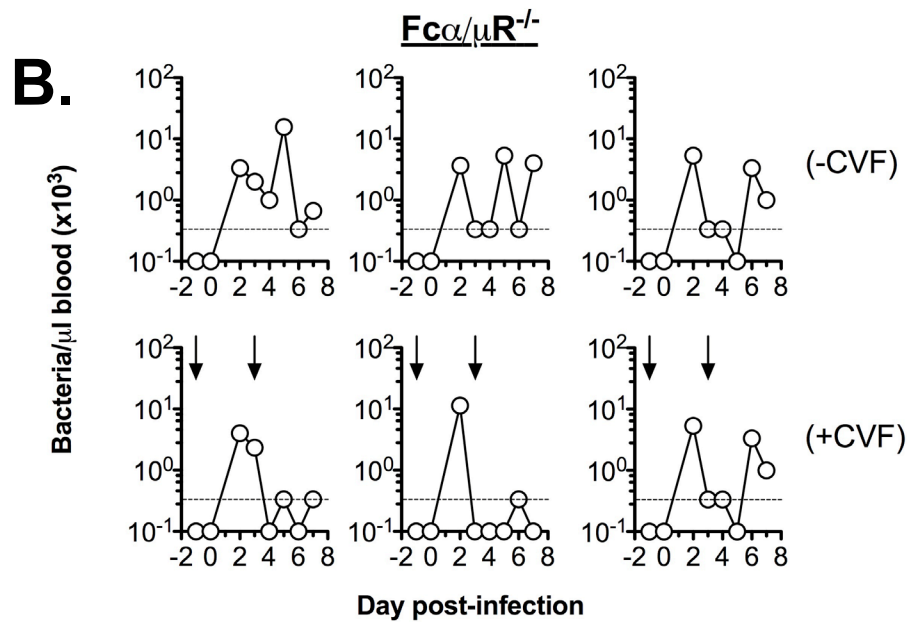 Fcα/μR-/-
B.
Bacteria/μl blood (x10³)
10² 10¹ 10⁰ 10-¹
-2 0 2 4 6 8
10² 10¹ 10⁰ 10-¹
-2 0 2 4 6 8
10² 10¹ 10⁰ 10-¹
-2 0 2 4 6 8
(-CVF)
10² 10¹ 10⁰ 10-¹
-2 0 2 4 6 8
10² 10¹ 10⁰ 10-¹
-2 0 2 4 6 8
10² 10¹ 10⁰ 10-¹
-2 0 2 4 6 8
(+CVF)
Day post-infection